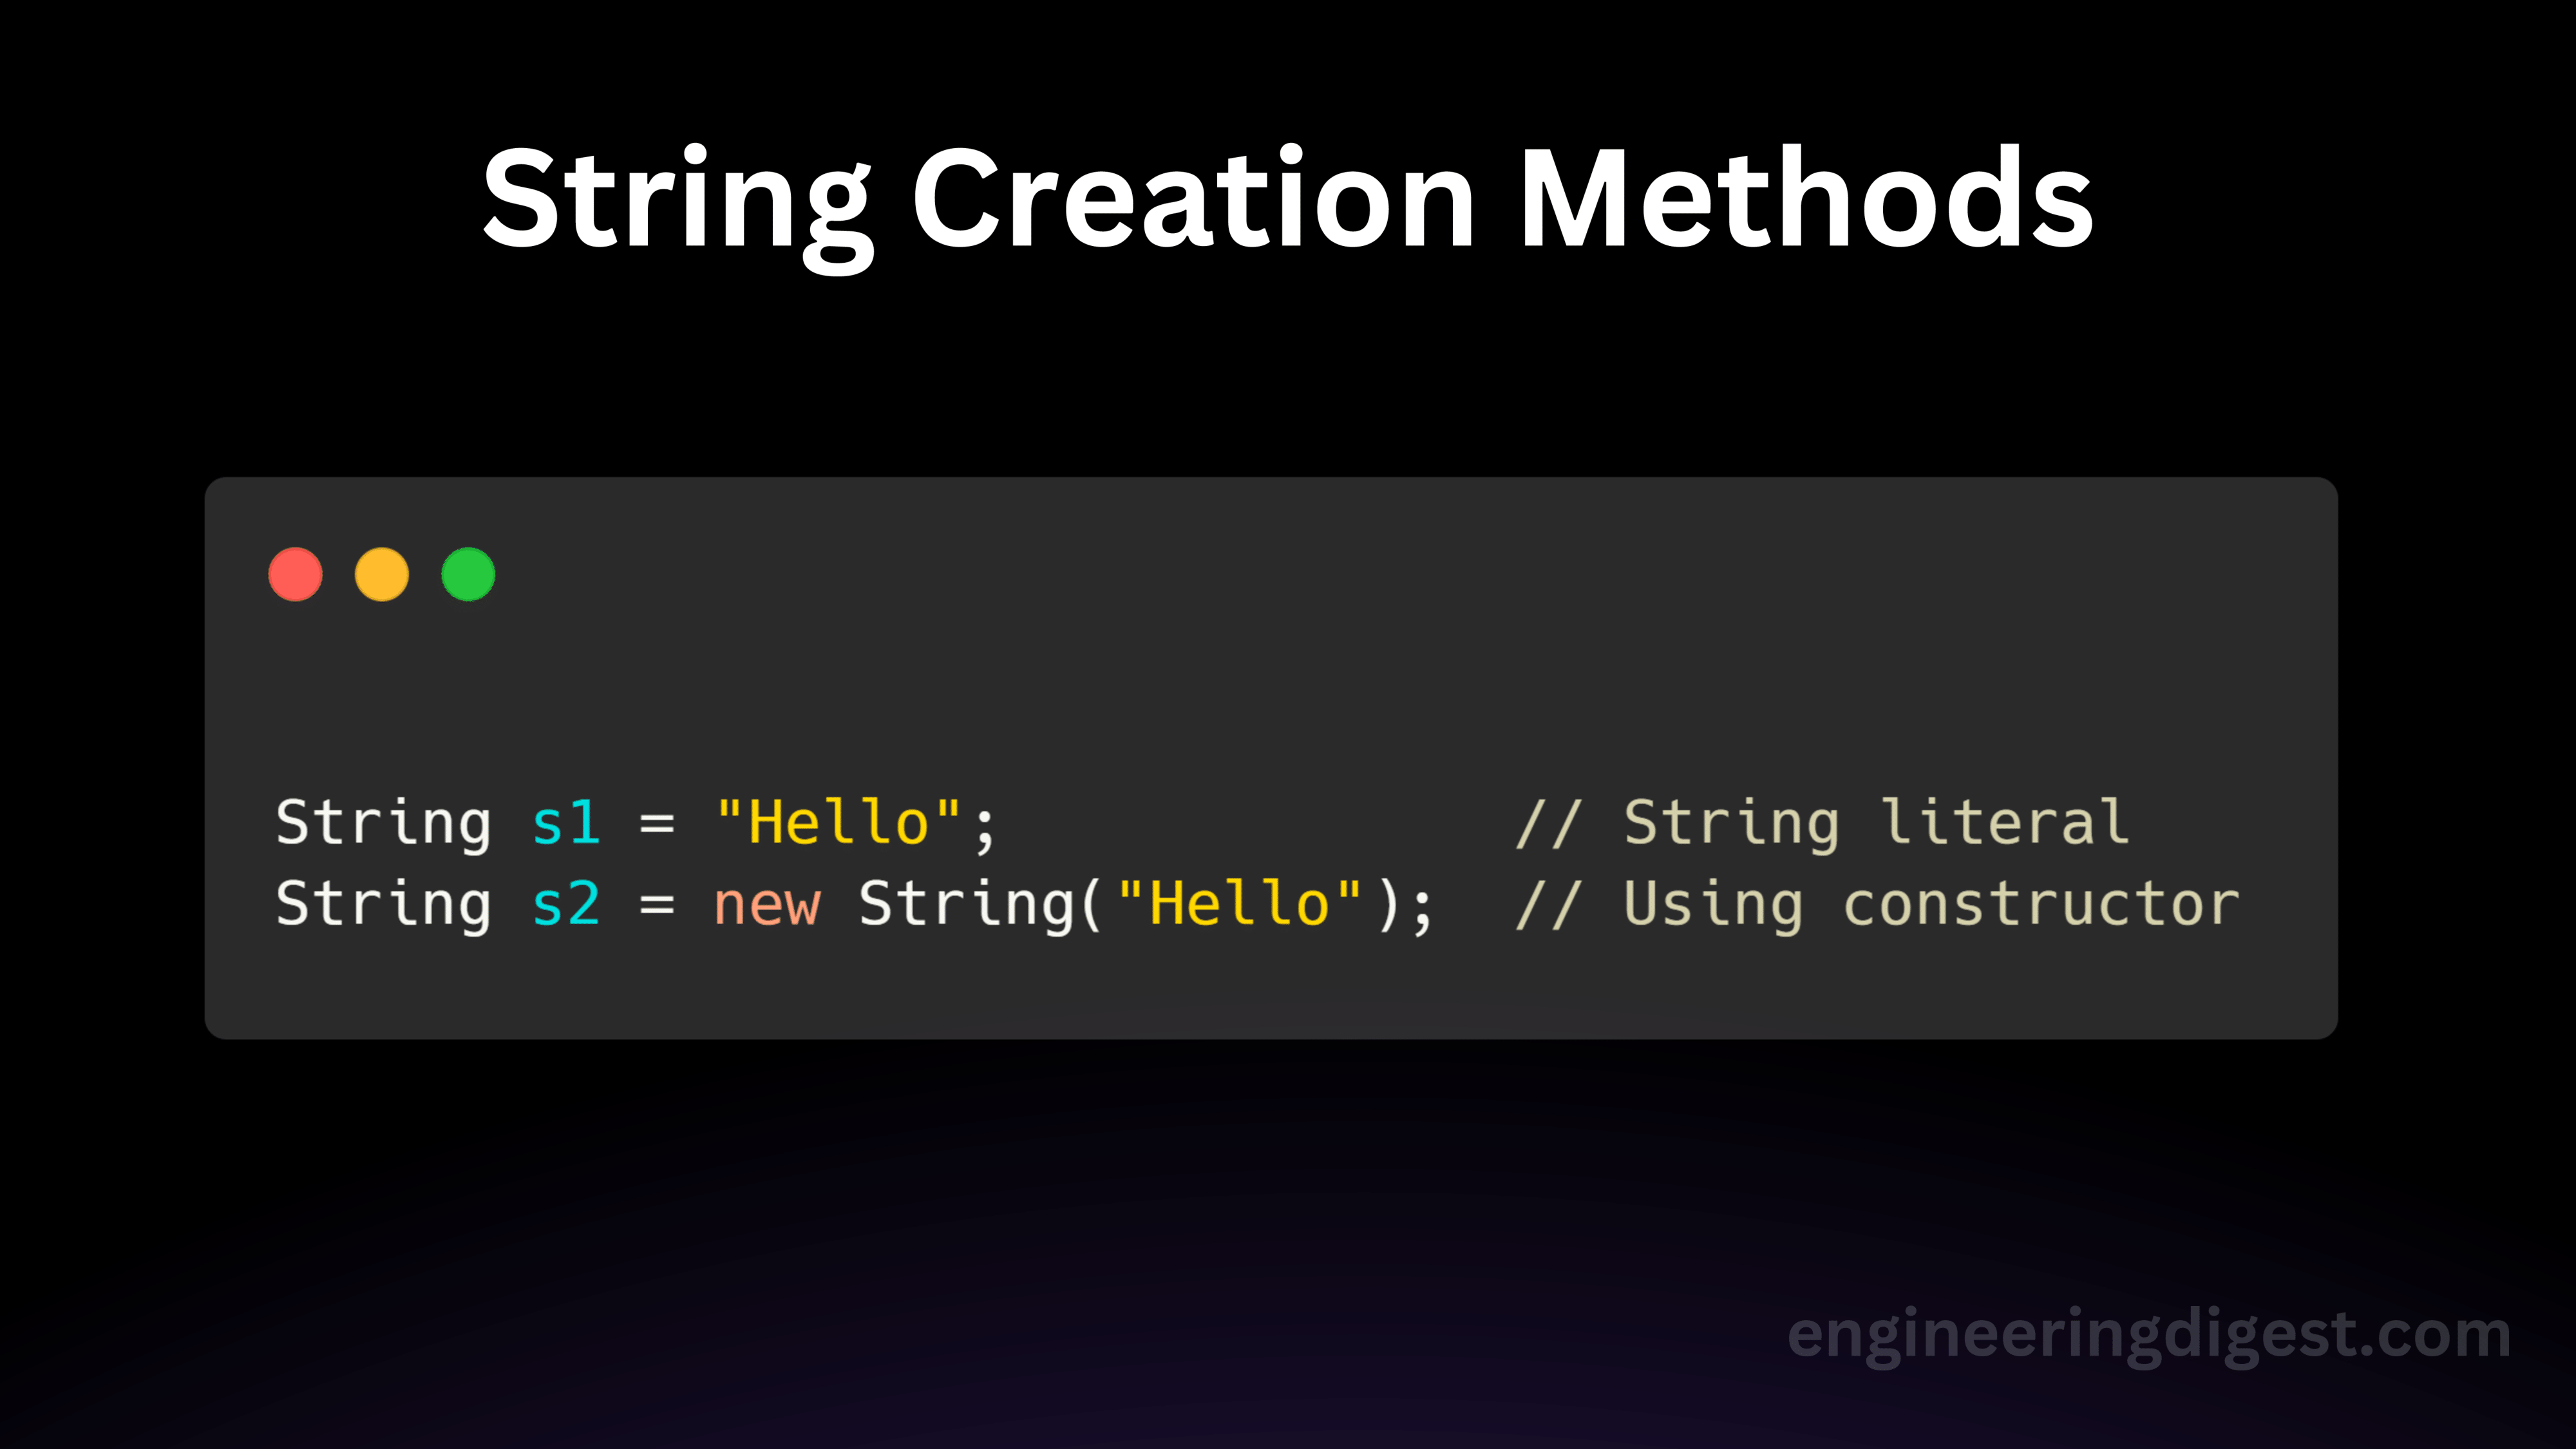 String Creation Methods
String s1 = "Hello";              // String literal
String s2 = new String("Hello");  // Using constructor
engineeringdigest.com